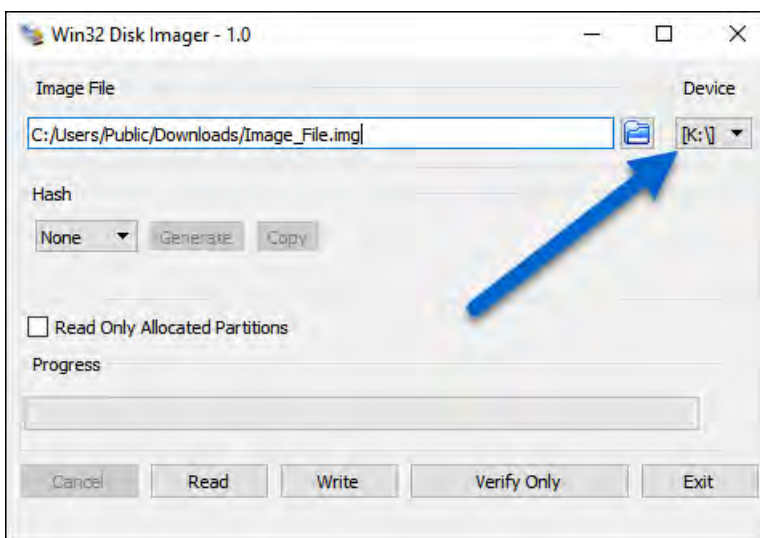 Win32 Disk Imager - 1.0
Image File
Device
C:/Users/Public/Downloads/Image_File.img
[K:\]
Hash
None
Generate
Copy
Read Only Allocated Partitions
Progress
Cancel
Read
Write
Verify Only
Exit